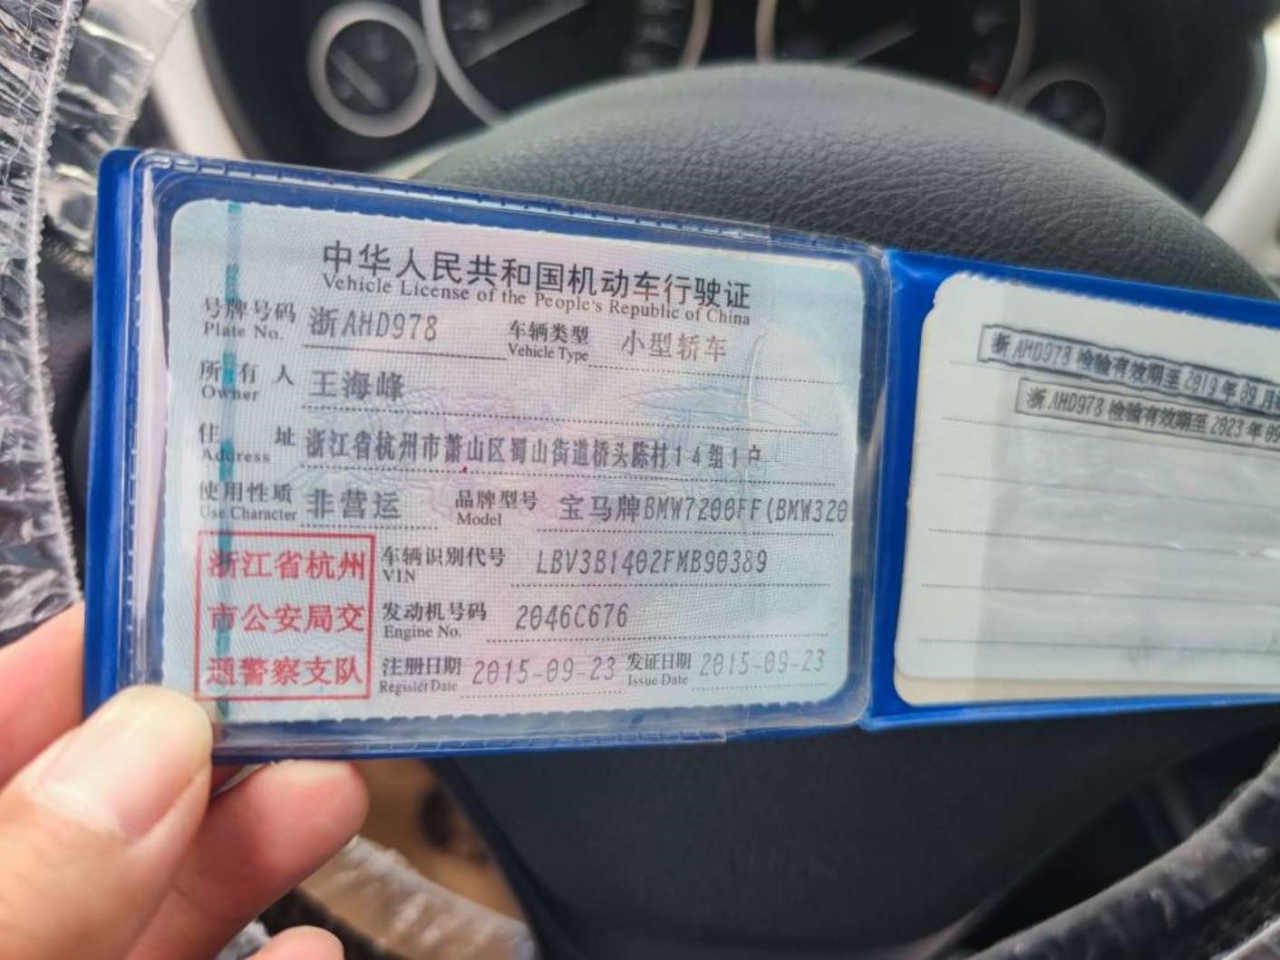 中华人民共和国机动车行驶证
Vehicle License of the People's Republic of China
号牌号码 浙AHD978 车辆类型 小型轿车
Plate No. Vehicle Type
所有人 王海峰
Owner
住址 浙江省杭州市萧山区蜀山街道桥头陈村14组1户
Address
使用性质 非营运 品牌型号 宝马牌BMW7200FF(BMW320
Use Character Model
浙江省杭州
市公安局交
通警察支队
车辆识别代号 LBV3B1402FMB90389
VIN
发动机号码 2046C676
Engine No.
注册日期 2015-09-23 发证日期 2015-09-23
Register Date Issue Date
浙AHD978 检验有效期至 2019年09月
浙AHD978 检验有效期至 2023年09